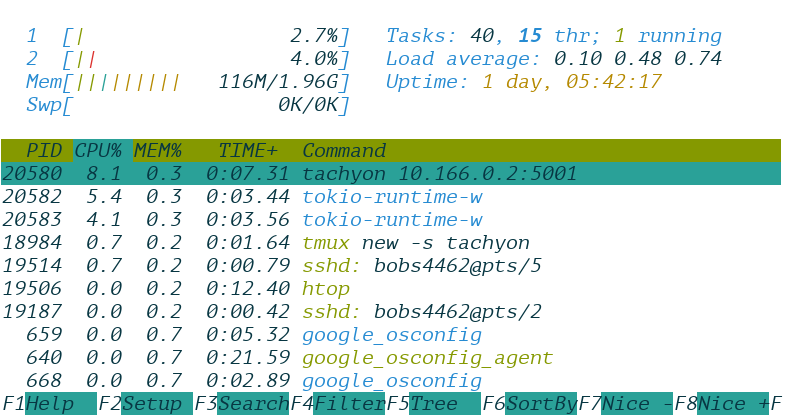 1 [| 2.7%] Tasks: 40, 15 thr; 1 running
2 [|| 4.0%] Load average: 0.10 0.48 0.74
Mem[||||||||| 116M/1.96G] Uptime: 1 day, 05:42:17
Swp[ 0K/0K]
PID CPU% MEM% TIME+ Command
20580 8.1 0.3 0:07.31 tachyon 10.166.0.2:5001
20582 5.4 0.3 0:03.44 tokio-runtime-w
20583 4.1 0.3 0:03.56 tokio-runtime-w
18984 0.7 0.2 0:01.64 tmux new -s tachyon
19514 0.7 0.2 0:00.79 sshd: bobs4462@pts/5
19506 0.0 0.2 0:12.40 htop
19187 0.0 0.2 0:00.42 sshd: bobs4462@pts/2
659 0.0 0.7 0:05.32 google_osconfig
640 0.0 0.7 0:21.59 google_osconfig_agent
668 0.0 0.7 0:02.89 google_osconfig
F1Help F2Setup F3SearchF4FilterF5Tree F6SortByF7Nice -F8Nice +F